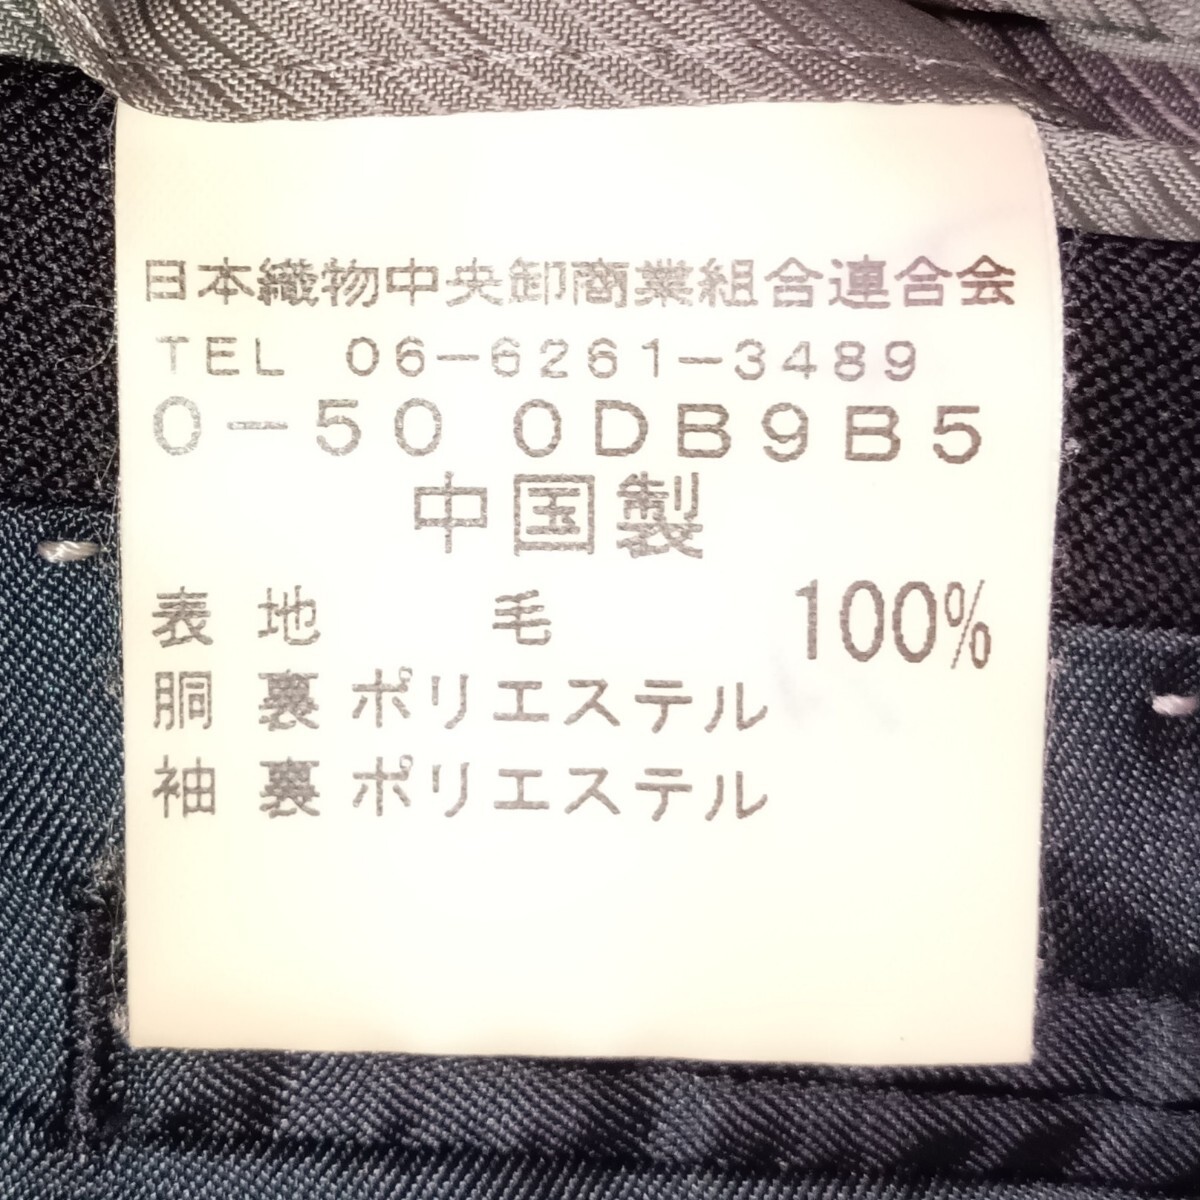 日本織物中央卸商業組合連合会
TEL 06-6261-3489
0-50 0DB9B5
中国製
表地 毛 100%
胴裏 ポリエステル
袖裏 ポリエステル